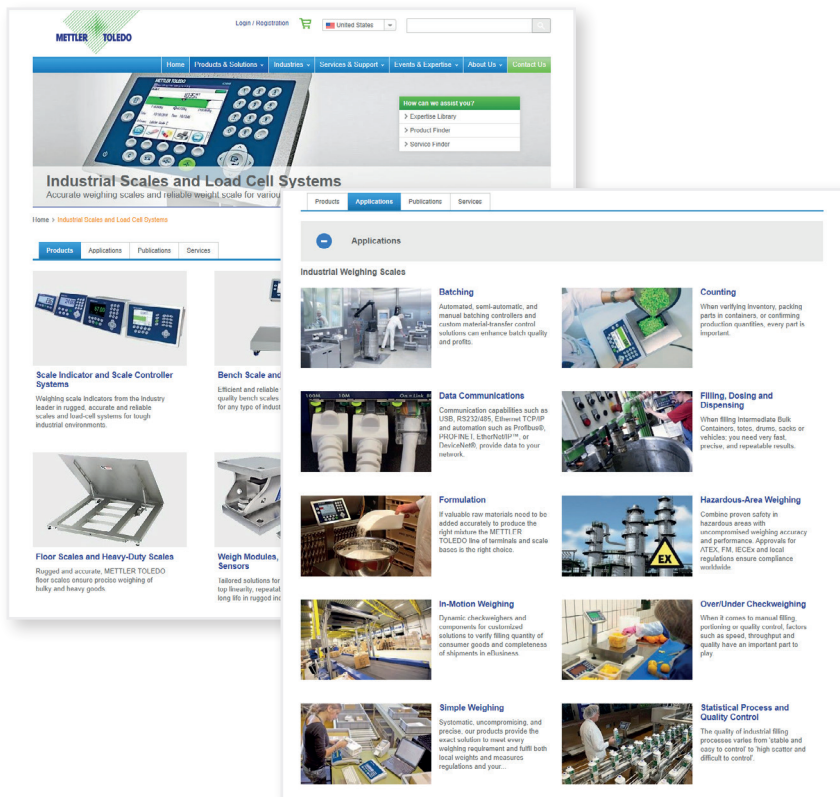 METTLER TOLEDO
Login / Registration
United States
Home
Products & Solutions
Industries
Services & Support
Events & Expertise
About Us
Contact Us
METTLER TOLEDO
How can we assist you?
> Expertise Library
> Product Finder
> Service Finder
Industrial Scales and Load Cell Systems
Accurate weighing scales and reliable weight scale for variou
Home > Industrial Scales and Load Cell Systems
Products
Applications
Publications
Services
Scale Indicator and Scale Controller
Systems
Weighing scale indicators from the industry
leader in rugged, accurate and reliable
scales and load-cell systems for tough
industrial environments.
Bench Scale and
Efficient and reliable
quality bench scales
for any type of indust
Floor Scales and Heavy-Duty Scales
Rugged and accurate, METTLER TOLEDO
floor scales ensure precise weighing of
bulky and heavy goods.
Weigh Modules,
Sensors
Tailored solutions for
top linearity, repeatab
long life in rugged ind
Products
Applications
Publications
Services
Applications
Industrial Weighing Scales
Batching
Automated, semi-automatic, and
manual batching controllers and
custom material-transfer control
solutions can enhance batch quality
and profits.
Counting
When verifying inventory, packing
parts in containers, or confirming
production quantities, every part is
important.
100M 10M On = Link
Data Communications
Communication capabilities such as
USB, RS232/485, Ethernet TCP/IP
and automation such as Profibus®,
PROFINET, EtherNet/IP™, or
DeviceNet®, provide data to your
network.
Filling, Dosing and
Dispensing
When filling Intermediate Bulk
Containers, totes, drums, sacks or
vehicles; you need very fast,
precise, and repeatable results.
Formulation
If valuable raw materials need to be
added accurately to produce the
right mixture the METTLER
TOLEDO line of terminals and scale
bases is the right choice.
EX
Hazardous-Area Weighing
Combine proven safety in
hazardous areas with
uncompromised weighing accuracy
and performance. Approvals for
ATEX, FM, IECEx and local
regulations ensure compliance
worldwide
In-Motion Weighing
Dynamic checkweighers and
components for customized
solutions to verify filling quantity of
consumer goods and completeness
of shipments in eBusiness
Over/Under Checkweighing
When it comes to manual filling,
portioning or quality control, factors
such as speed, throughput and
quality have an important part to
play
Simple Weighing
Systematic, uncompromising, and
precise, our products provide the
exact solution to meet every
weighing requirement and fulfil both
local weights and measures
regulations and your...
Statistical Process and
Quality Control
The quality of industrial filling
processes varies from 'stable and
easy to control' to 'high scatter and
difficult to control'.